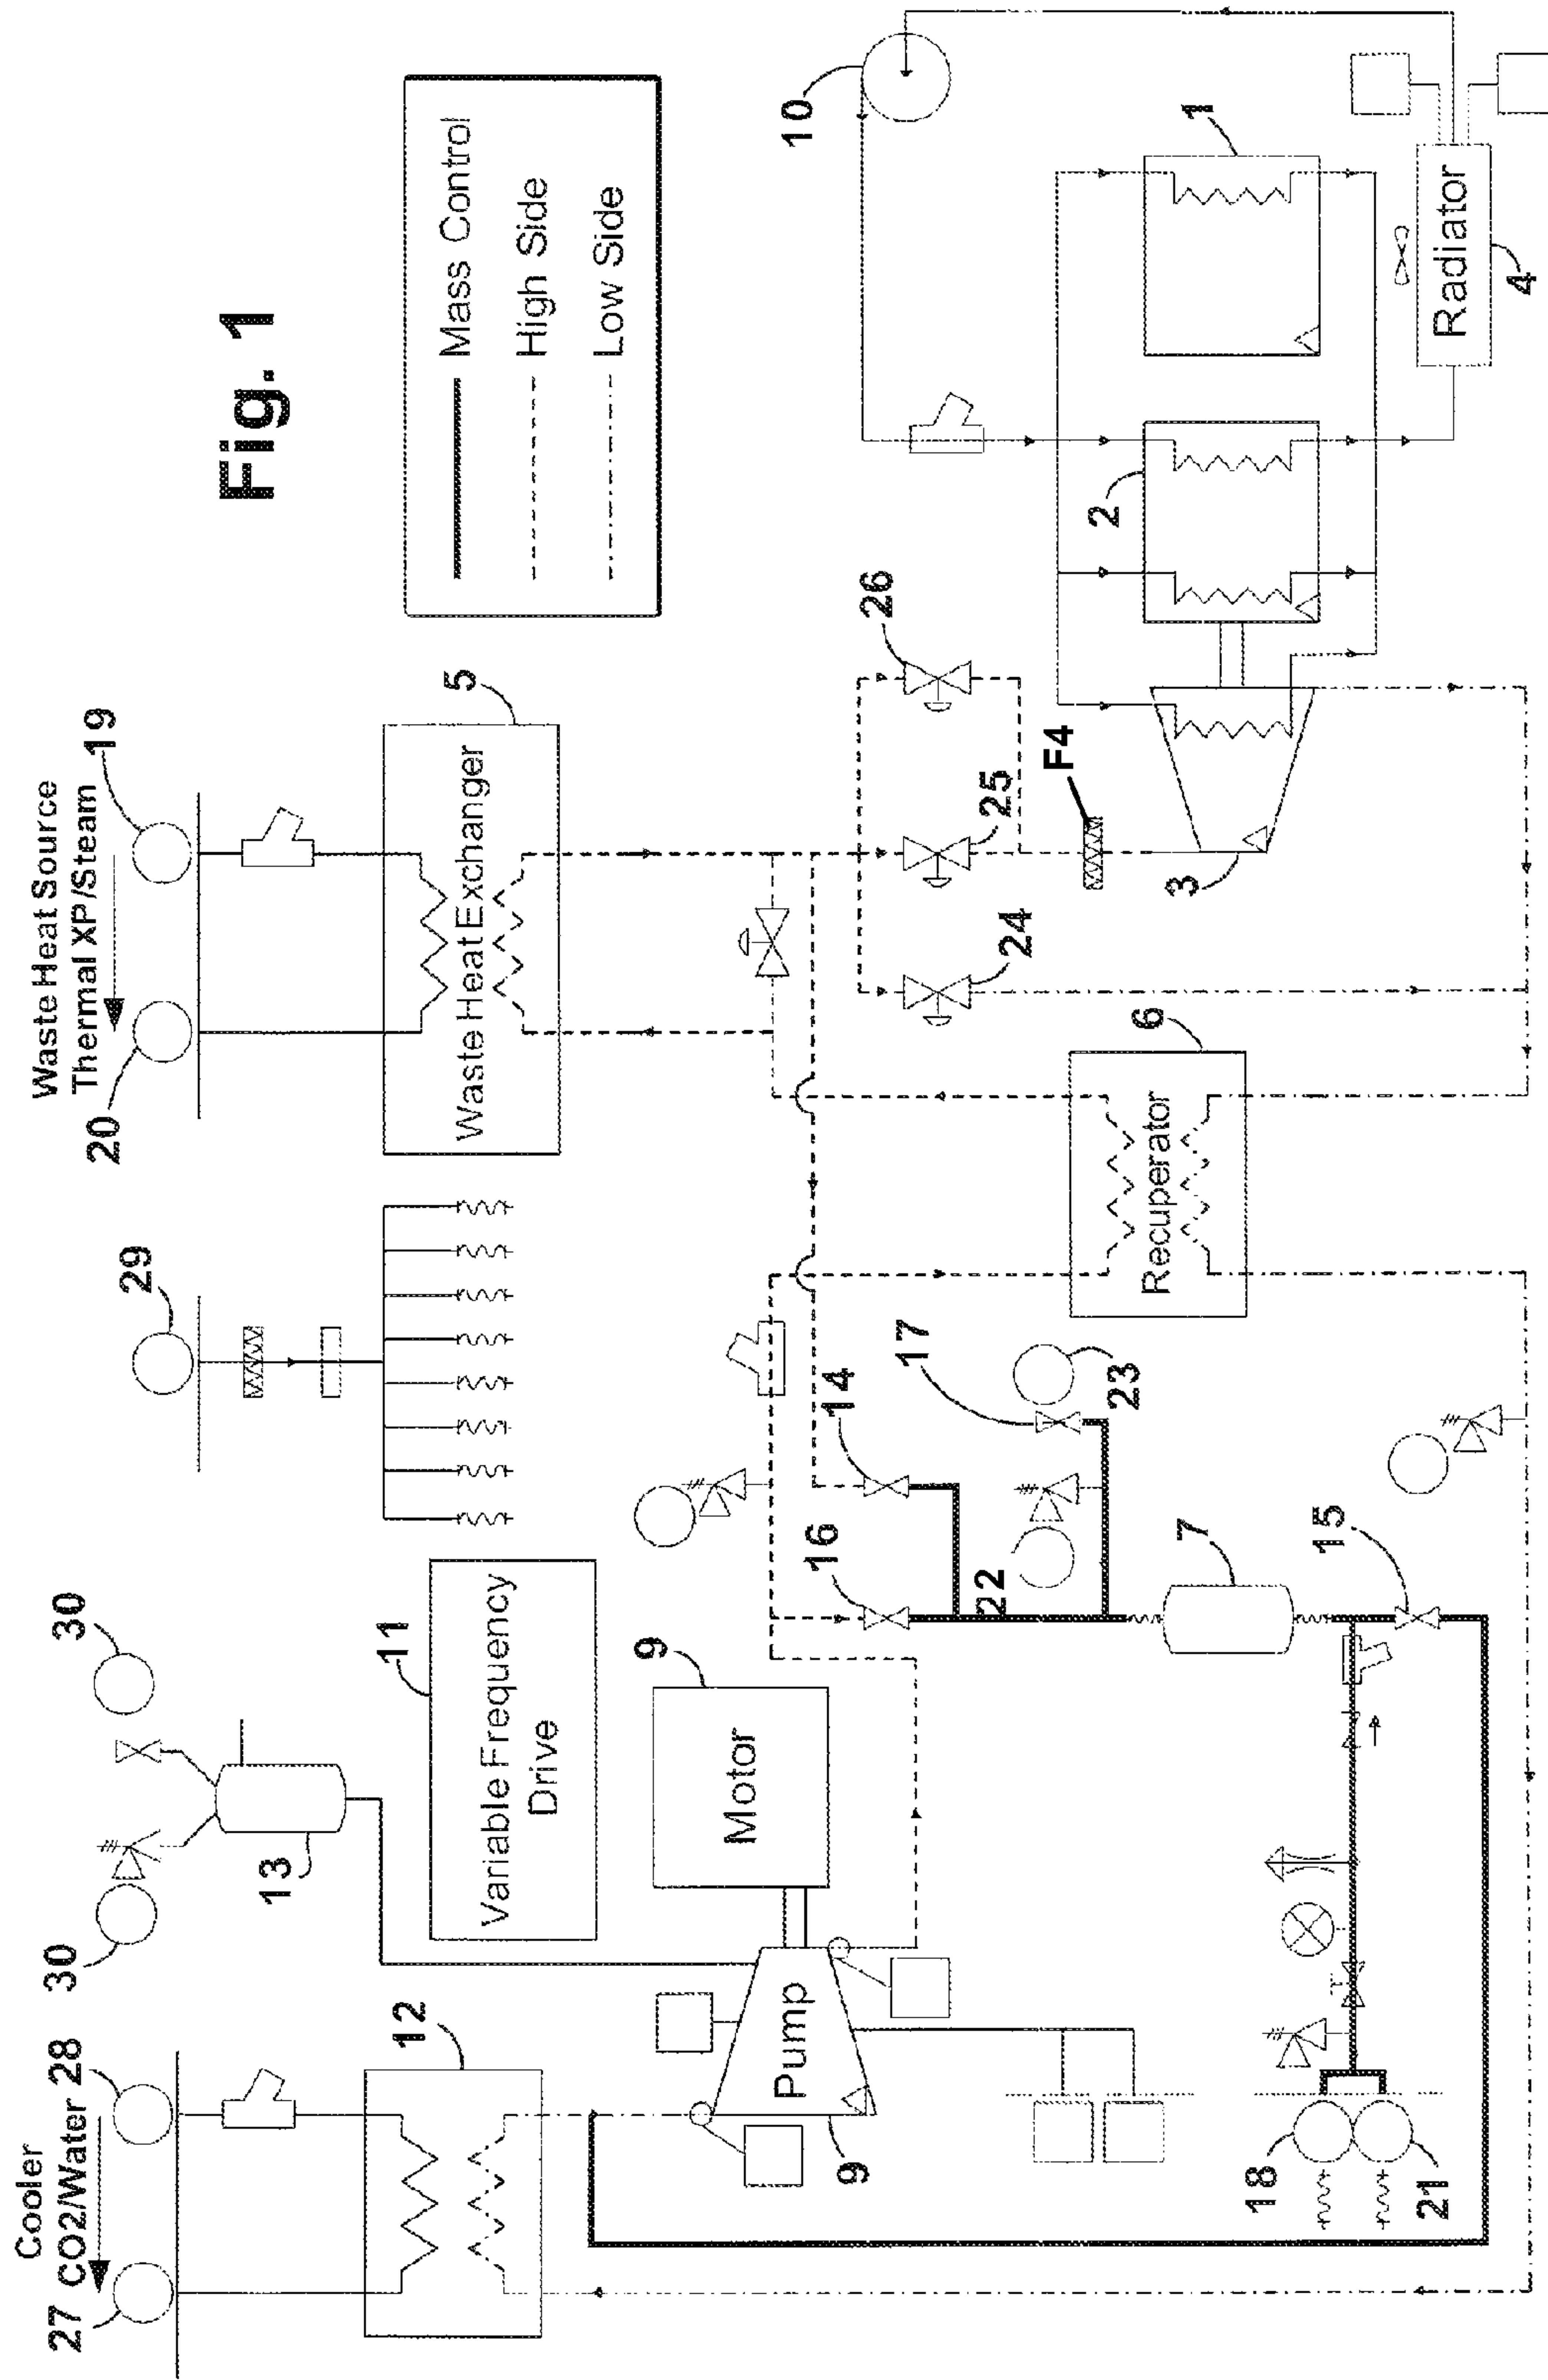 Fig. 1
Mass Control
High Side
Low Side
Cooler
CO2/Water
27
28
12
30
30
13
29
Waste Heat Source
Thermal XP/Steam
20
19
Waste Heat Exchanger
5
Variable Frequency
Drive
11
Motor
9
Pump
9
16
14
17
22
23
7
15
18
21
Recuperator
6
24
25
26
F4
3
2
1
10
Radiator
4